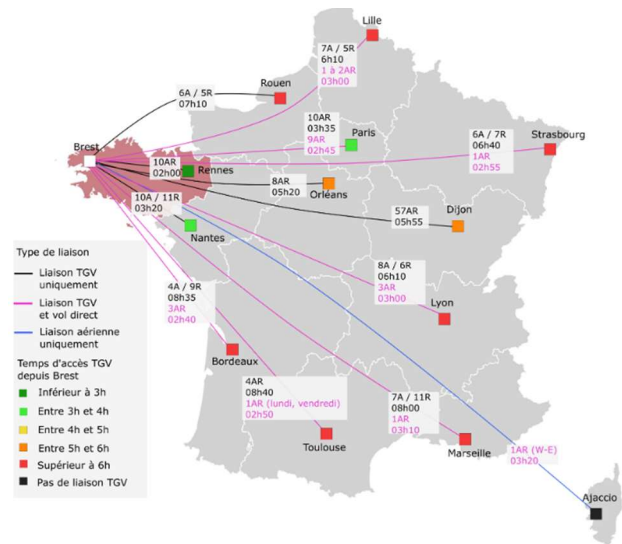 Lille
7A / 5R
6h10
1 à 2AR
03h00
Rouen
6A / 5R
07h10
10AR
03h35
9AR
02h45
Paris
6A / 7R
06h40
1AR
02h55
Strasbourg
Brest
10AR
02h00
Rennes
8AR
05h20
Orléans
10A / 11R
03h20
Nantes
57AR
05h55
Dijon
Type de liaison
Liaison TGV
uniquement
Liaison TGV
et vol direct
Liaison aérienne
uniquement
Temps d'accès TGV
depuis Brest
Inférieur à 3h
Entre 3h et 4h
Entre 4h et 5h
Entre 5h et 6h
Supérieur à 6h
Pas de liaison TGV
8A / 6R
06h10
3AR
03h00
Lyon
4A / 9R
08h35
3AR
02h40
Bordeaux
4AR
08h40
1AR (lundi, vendredi)
02h50
Toulouse
7A / 11R
08h00
1AR
03h10
Marseille
1AR (W-E)
03h20
Ajaccio